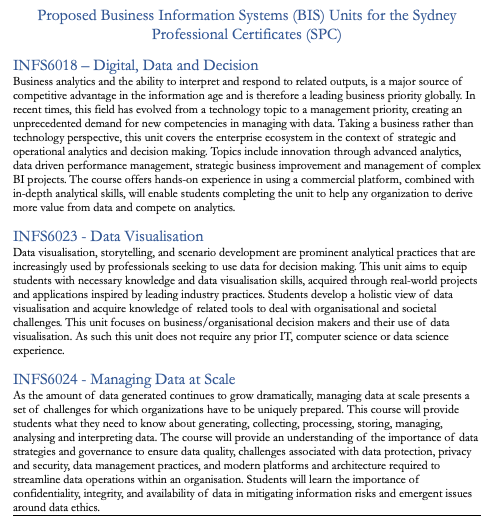 Proposed Business Information Systems (BIS) Units for the Sydney
Professional Certificates (SPC)
INFS6018 – Digital, Data and Decision
Business analytics and the ability to interpret and respond to related outputs, is a major source of
competitive advantage in the information age and is therefore a leading business priority globally. In
recent times, this field has evolved from a technology topic to a management priority, creating an
unprecedented demand for new competencies in managing with data. Taking a business rather than
technology perspective, this unit covers the enterprise ecosystem in the context of strategic and
operational analytics and decision making. Topics include innovation through advanced analytics,
data driven performance management, strategic business improvement and management of complex
BI projects. The course offers hands-on experience in using a commercial platform, combined with
in-depth analytical skills, will enable students completing the unit to help any organization to derive
more value from data and compete on analytics.
INFS6023 - Data Visualisation
Data visualisation, storytelling, and scenario development are prominent analytical practices that are
increasingly used by professionals seeking to use data for decision making. This unit aims to equip
students with necessary knowledge and data visualisation skills, acquired through real-world projects
and applications inspired by leading industry practices. Students develop a holistic view of data
visualisation and acquire knowledge of related tools to deal with organisational and societal
challenges. This unit focuses on business/organisational decision makers and their use of data
visualisation. As such this unit does not require any prior IT, computer science or data science
experience.
INFS6024 - Managing Data at Scale
As the amount of data generated continues to grow dramatically, managing data at scale presents a
set of challenges for which organizations have to be uniquely prepared. This course will provide
students what they need to know about generating, collecting, processing, storing, managing,
analysing and interpreting data. The course will provide an understanding of the importance of data
strategies and governance to ensure data quality, challenges associated with data protection, privacy
and security, data management practices, and modern platforms and architecture required to
streamline data operations within an organisation. Students will learn the importance of
confidentiality, integrity, and availability of data in mitigating information risks and emergent issues
around data ethics.